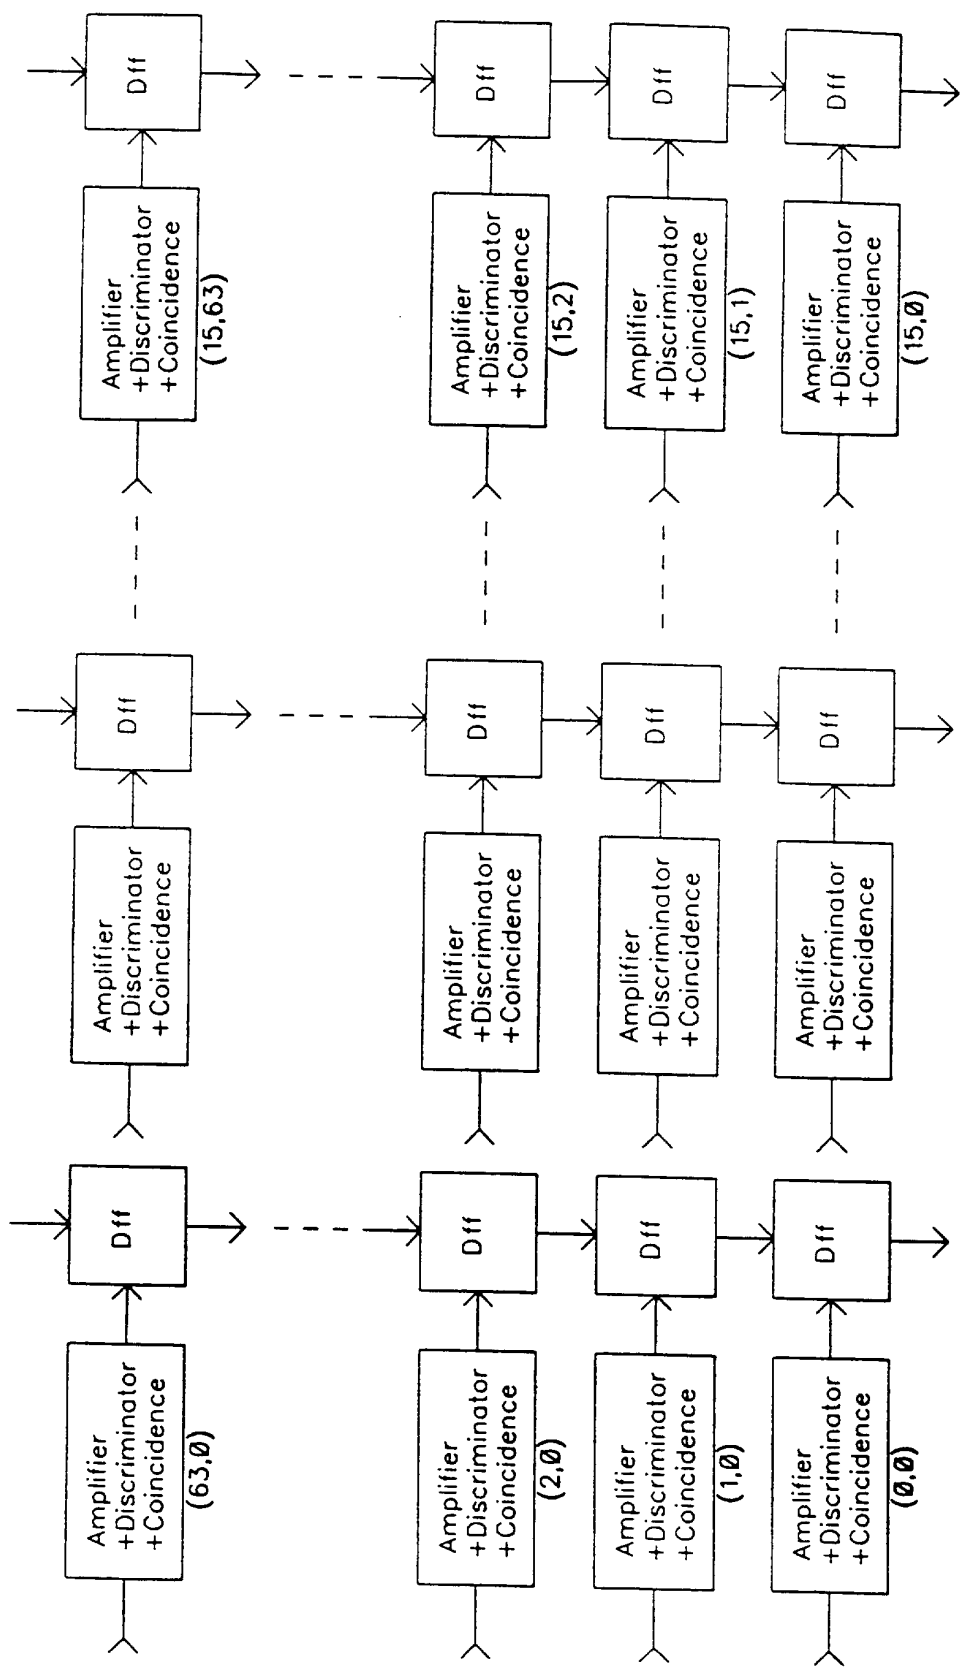 Amplifier
+Discriminator
+Coincidence
(63,0)
Dff
Amplifier
+Discriminator
+Coincidence
Dff
Amplifier
+Discriminator
+Coincidence
(15,63)
Dff
Amplifier
+Discriminator
+Coincidence
(2,0)
Dff
Amplifier
+Discriminator
+Coincidence
Dff
Amplifier
+Discriminator
+Coincidence
(15,2)
Dff
Amplifier
+Discriminator
+Coincidence
(1,0)
Dff
Amplifier
+Discriminator
+Coincidence
Dff
Amplifier
+Discriminator
+Coincidence
(15,1)
Dff
Amplifier
+Discriminator
+Coincidence
(0,0)
Dff
Amplifier
+Discriminator
+Coincidence
Dff
Amplifier
+Discriminator
+Coincidence
(15,0)
Dff